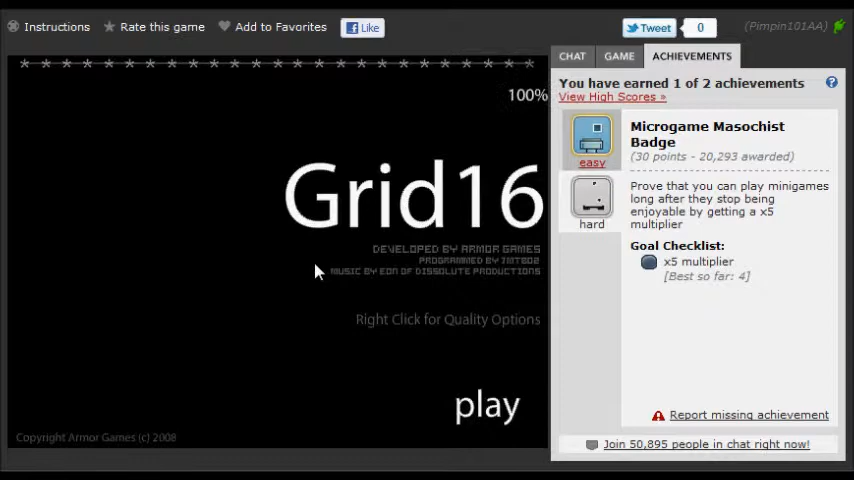 Instructions Rate this game Add to Favorites Like Tweet 0 (Pimpin101AA)
CHAT GAME ACHIEVEMENTS
* * * * * * * * * * * * * * * * * * * * * * * * *
100%
Grid16
DEVELOPED BY ARMOR GAMES
PROGRAMMED BY JMTB02
MUSIC BY EON OF DISSOLUTE PRODUCTIONS
Right Click for Quality Options
play
Copyright Armor Games (c) 2008
You have earned 1 of 2 achievements ?
View High Scores »
easy
hard
Microgame Masochist
Badge
(30 points - 20,293 awarded)
Prove that you can play minigames
long after they stop being
enjoyable by getting a x5
multiplier
Goal Checklist:
x5 multiplier
[Best so far: 4]
Report missing achievement
Join 50,895 people in chat right now!